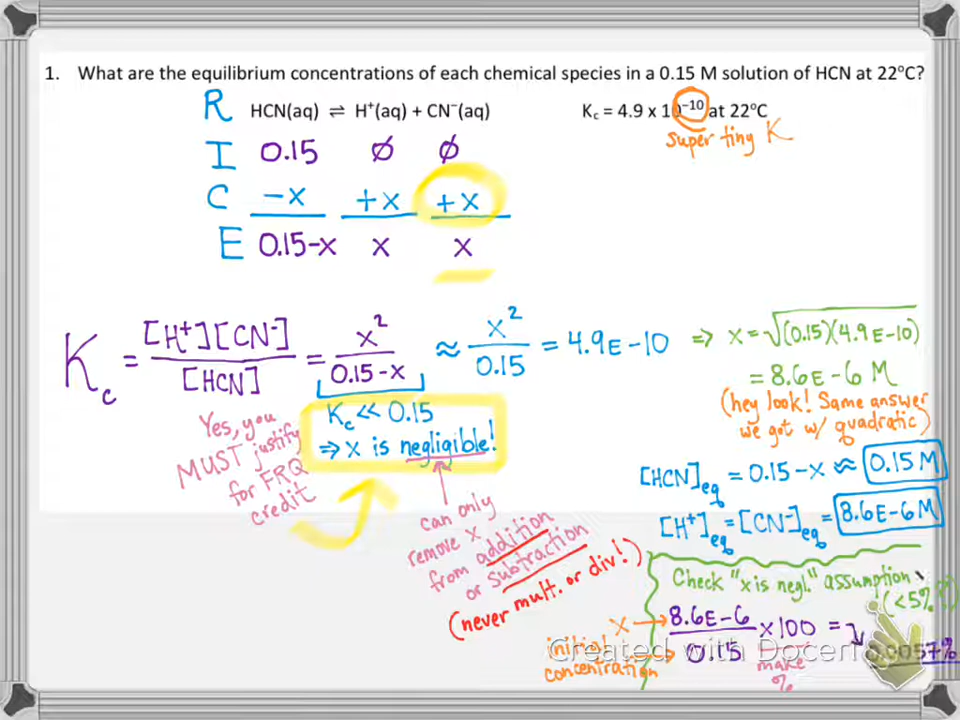 1. What are the equilibrium concentrations of each chemical species in a 0.15 M solution of HCN at 22°C?
R HCN(aq) ⇌ H⁺(aq) + CN⁻(aq) Kc = 4.9 x 10⁻¹⁰ at 22°C
super tiny K
I 0.15 ∅ ∅
C -x +x +x
E 0.15-x x x
Kc = [H⁺][CN⁻] / [HCN] = x² / 0.15-x ≈ x² / 0.15 = 4.9E-10 ⇒ x = √(0.15)(4.9E-10)
= 8.6E-6 M
(hey look! Same answer
we got w/ quadratic)
Kc << 0.15
⇒ x is negligible!
Yes, you
MUST justify
for FRQ
credit
can only
remove x
from addition
or subtraction
(never mult. or div!)
[HCN]eq = 0.15-x ≈ 0.15 M
[H⁺]eq = [CN⁻]eq = 8.6E-6 M
Check "x is negl." assumption
(<5%
x → 8.6E-6 / 0.15 x100 =
initial
concentration →
make
%
57%
Created with